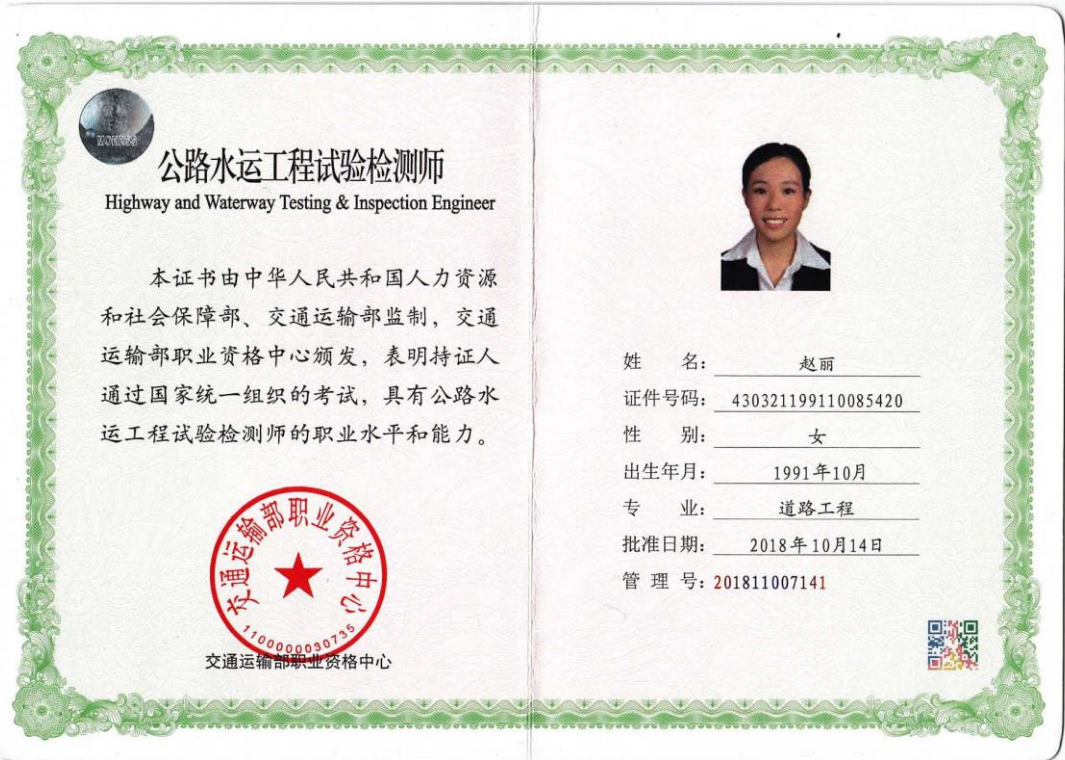 MOHRSS
公路水运工程试验检测师
Highway and Waterway Testing & Inspection Engineer
本证书由中华人民共和国人力资源
和社会保障部、交通运输部监制，交通
运输部职业资格中心颁发，表明持证人
通过国家统一组织的考试，具有公路水
运工程试验检测师的职业水平和能力。
交通运输部职业资格中心
1100000030735
交通运输部职业资格中心
姓 名： 赵丽
证件号码： 430321199110085420
性 别： 女
出生年月： 1991年10月
专 业： 道路工程
批准日期： 2018年10月14日
管 理 号： 201811007141